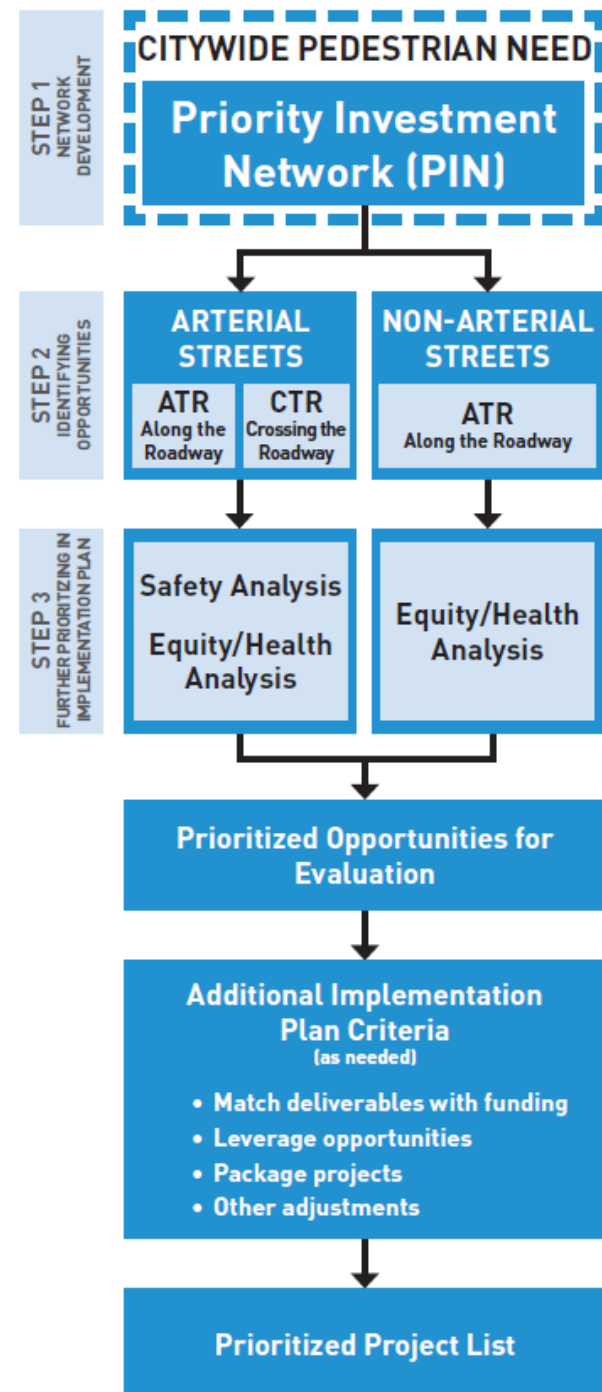 STEP 1
NETWORK
DEVELOPMENT
CITYWIDE PEDESTRIAN NEED
Priority Investment
Network (PIN)
STEP 2
IDENTIFYING
OPPORTUNITIES
ARTERIAL
STREETS
ATR
Along the
Roadway
CTR
Crossing the
Roadway
NON-ARTERIAL
STREETS
ATR
Along the Roadway
STEP 3
FURTHER PRIORITIZING IN
IMPLEMENTATION PLAN
Safety Analysis
Equity/Health
Analysis
Equity/Health
Analysis
Prioritized Opportunities for
Evaluation
Additional Implementation
Plan Criteria
(as needed)
• Match deliverables with funding
• Leverage opportunities
• Package projects
• Other adjustments
Prioritized Project List